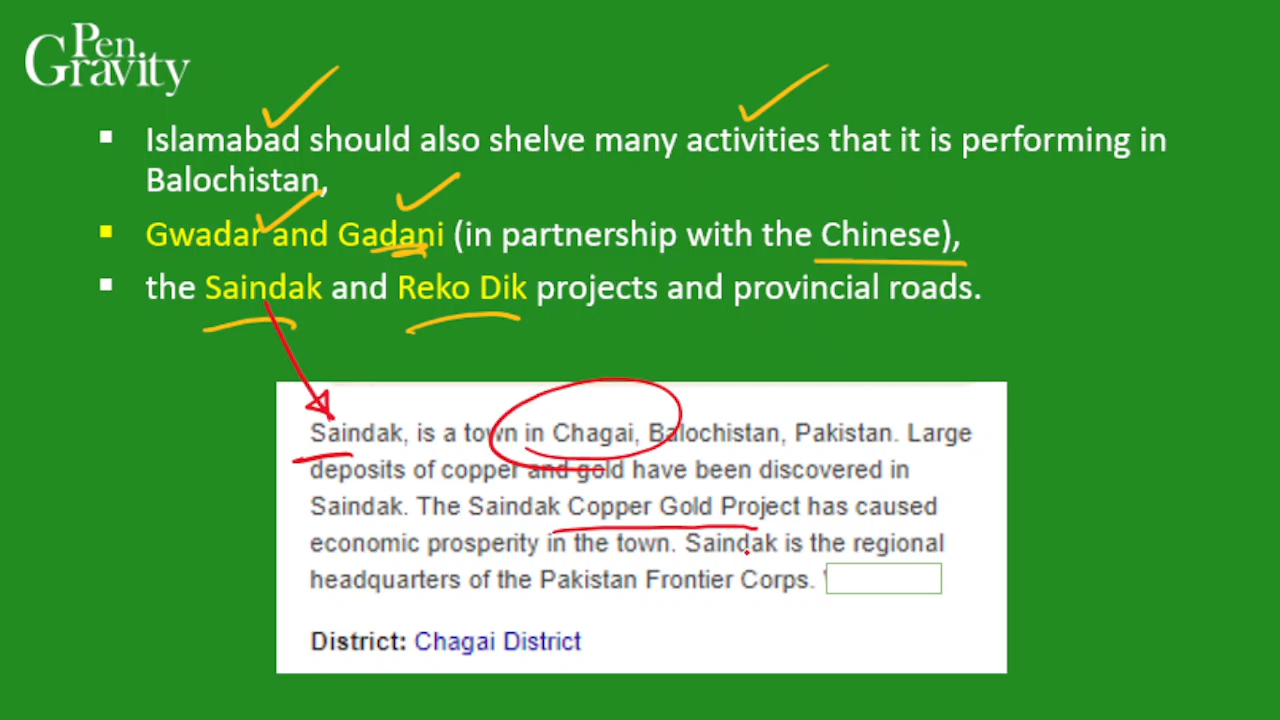 Pen
Gravity
Islamabad should also shelve many activities that it is performing in
Balochistan,
Gwadar and Gadani (in partnership with the Chinese),
the Saindak and Reko Dik projects and provincial roads.
Saindak, is a town in Chagai, Balochistan, Pakistan. Large
deposits of copper and gold have been discovered in
Saindak. The Saindak Copper Gold Project has caused
economic prosperity in the town. Saindak is the regional
headquarters of the Pakistan Frontier Corps.
District: Chagai District